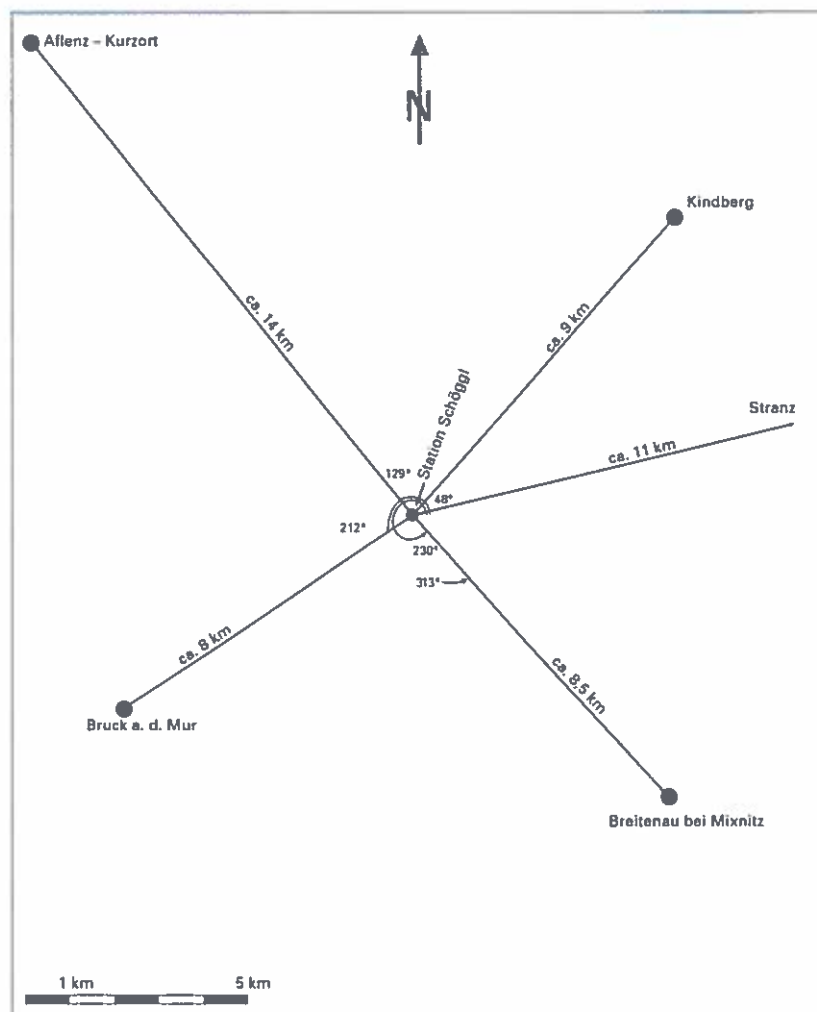 Aflenz – Kurzort
N
Kindberg
ca. 14 km
ca. 9 km
Station Schöggl
Stranz
ca. 11 km
129°
48°
212°
230°
313°
ca. 8 km
ca. 8,5 km
Bruck a. d. Mur
Breitenau bei Mixnitz
1 km 5 km